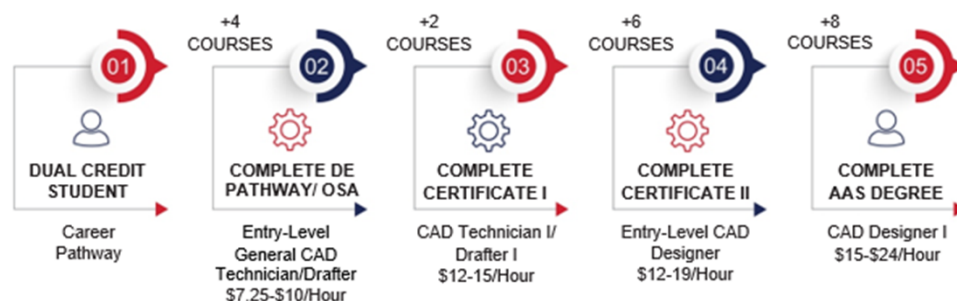 01
DUAL CREDIT
STUDENT
Career
Pathway
+4
COURSES
02
COMPLETE DE
PATHWAY/ OSA
Entry-Level
General CAD
Technician/Drafter
$7.25-$10/Hour
+2
COURSES
03
COMPLETE
CERTIFICATE I
CAD Technician I/
Drafter I
$12-15/Hour
+6
COURSES
04
COMPLETE
CERTIFICATE II
Entry-Level CAD
Designer
$12-19/Hour
+8
COURSES
05
COMPLETE
AAS DEGREE
CAD Designer I
$15-$24/Hour